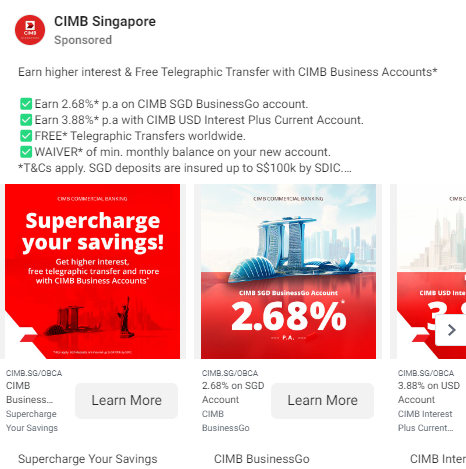 CIMB Singapore
Sponsored
Earn higher interest & Free Telegraphic Transfer with CIMB Business Accounts*
Earn 2.68%* p.a on CIMB SGD BusinessGo account.
Earn 3.88%* p.a with CIMB USD Interest Plus Current Account.
FREE* Telegraphic Transfers worldwide.
WAIVER* of min. monthly balance on your new account.
*T&Cs apply. SGD deposits are insured up to S$100k by SDIC....
CIMB COMMERCIAL BANKING
Supercharge
your savings!
Get higher interest,
free telegraphic transfer and more
with CIMB Business Accounts*
CIMB COMMERCIAL BANKING
CIMB SGD BusinessGo Account
2.68%*
P.A.
CIMB USD Inte
CIMB.SG/OBCA
CIMB
Business...
Supercharge
Your Savings
Learn More
CIMB.SG/OBCA
2.68% on SGD
Account
CIMB
BusinessGo
Learn More
CIMB.SG/OBCA
3.88% on USD
Account
CIMB Interest
Plus Current...
Supercharge Your Savings
CIMB BusinessGo
CIMB Inter